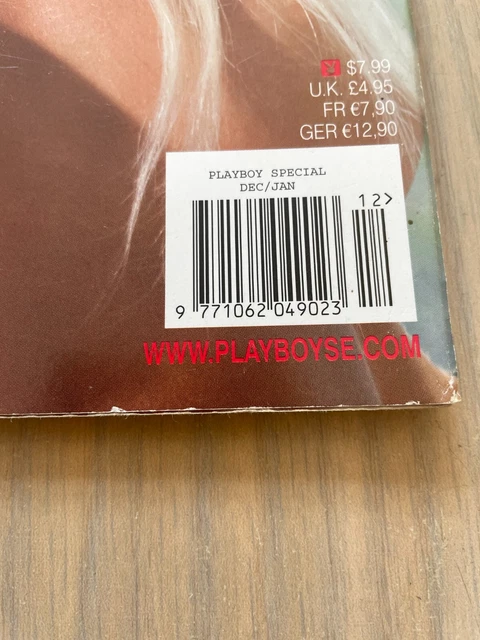 $7.99
U.K. £4.95
FR €7,90
GER €12,90
PLAYBOY SPECIAL
DEC/JAN
12>
9 771062 049023
WWW.PLAYBOYSE.COM